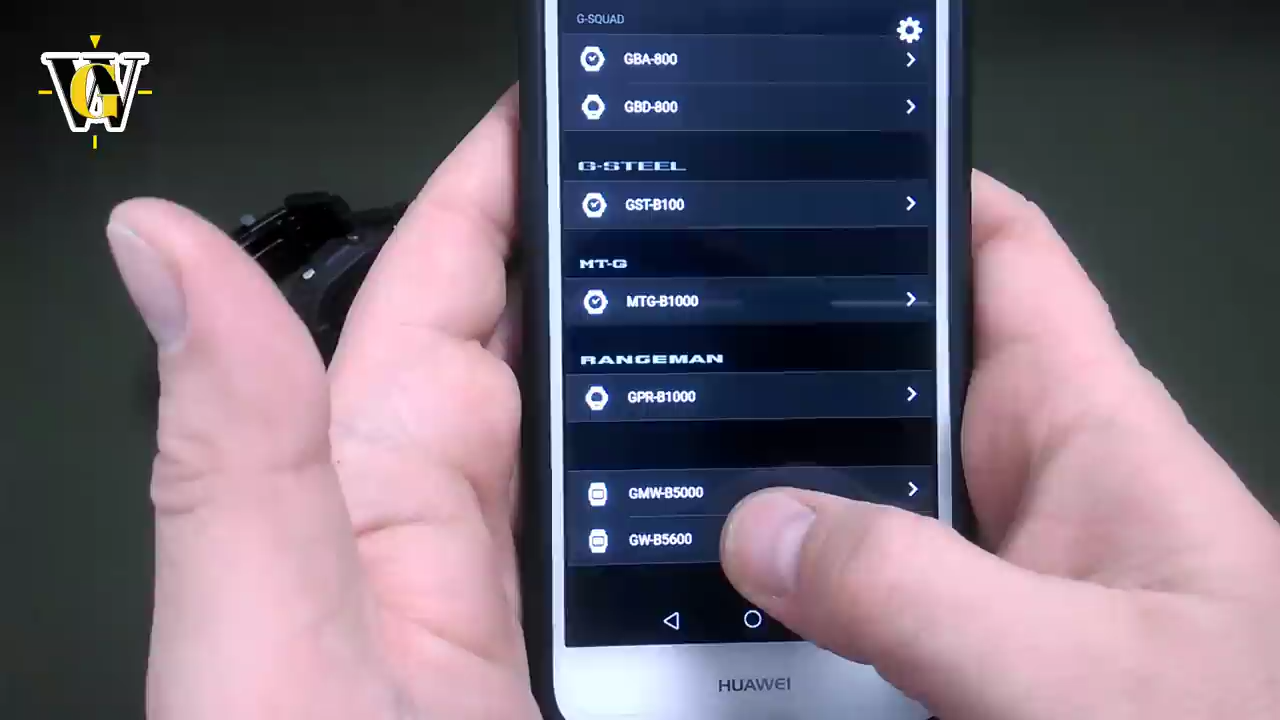 WG
G-SQUAD
GBA-800
GBD-800
G-STEEL
GST-B100
MT-G
MTG-B1000
RANGEMAN
GPR-B1000
GMW-B5000
GW-B5600
HUAWEI